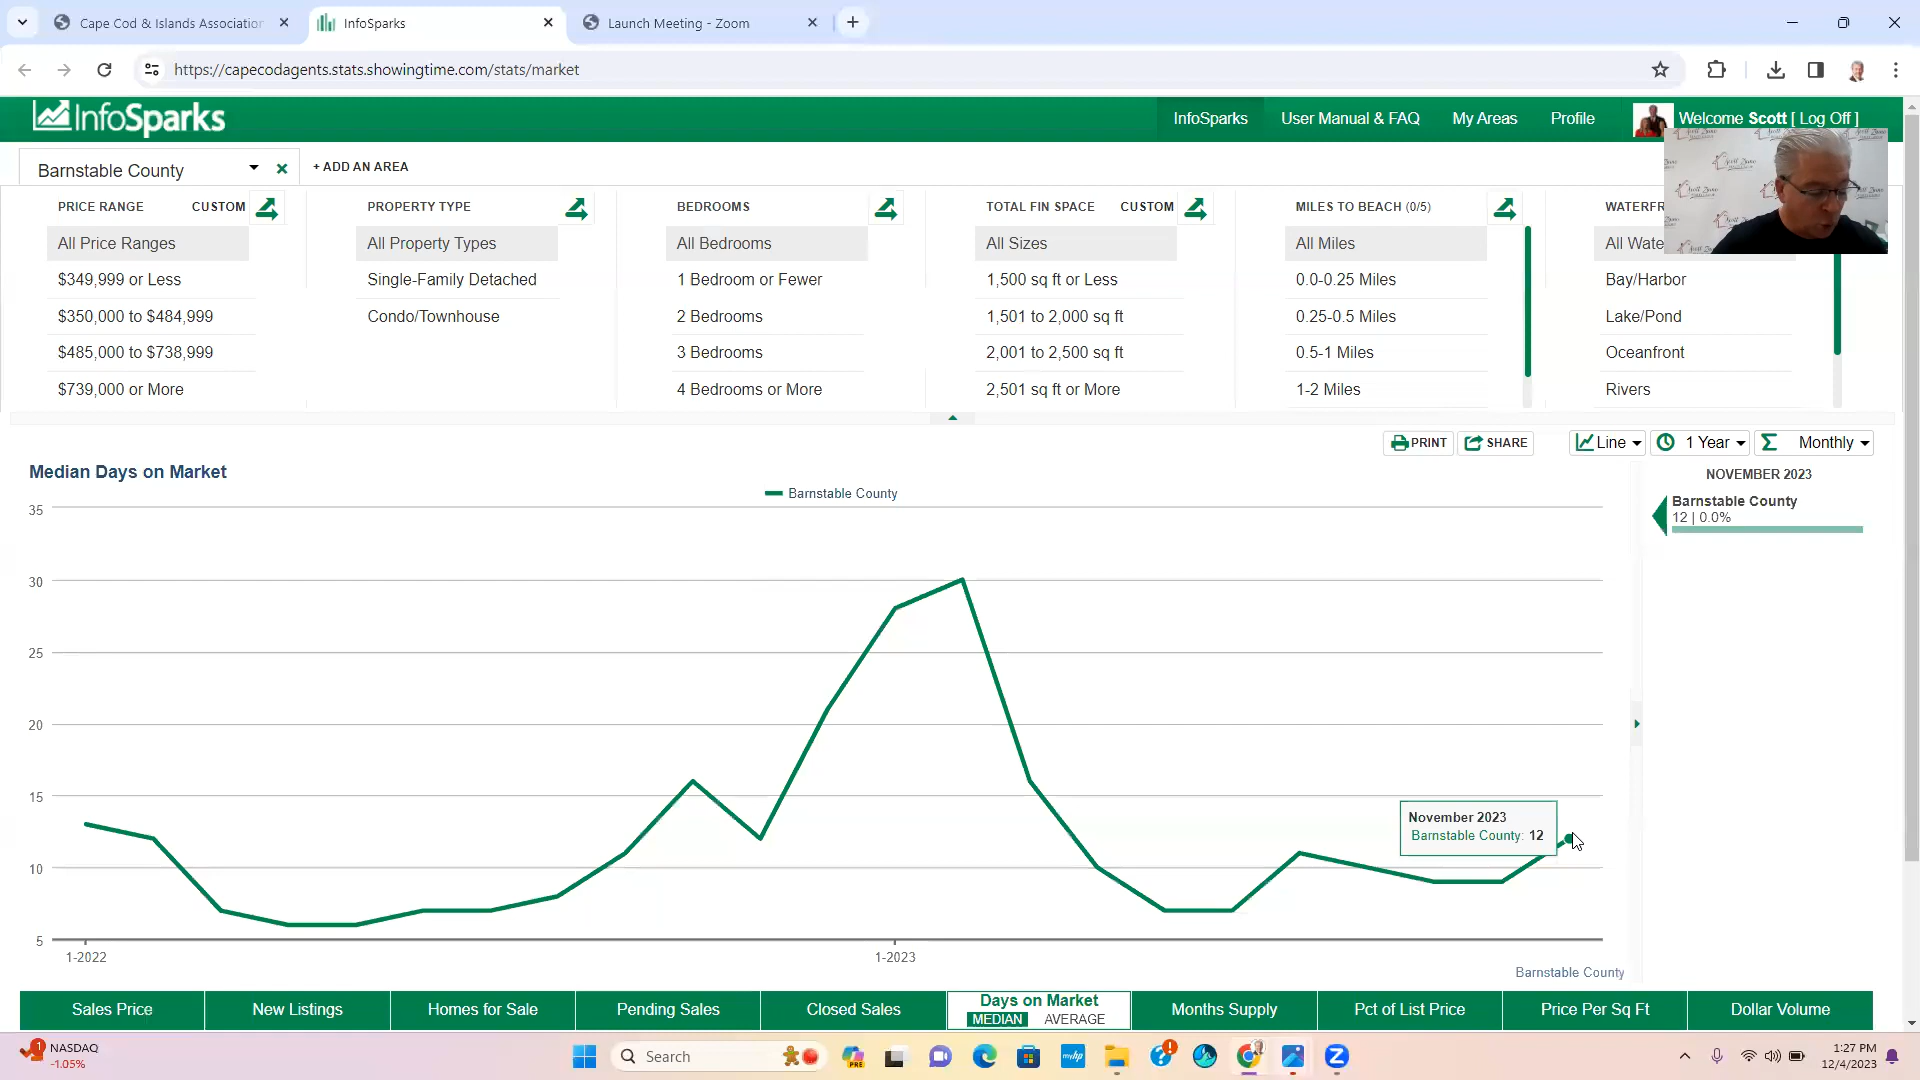 Cape Cod & Islands Association
InfoSparks
Launch Meeting - Zoom
https://capecodagents.stats.showingtime.com/stats/market
InfoSparks
InfoSparks
User Manual & FAQ
My Areas
Profile
Welcome Scott [ Log Off ]
Barnstable County
+ ADD AN AREA
PRICE RANGE
CUSTOM
PROPERTY TYPE
BEDROOMS
TOTAL FIN SPACE
CUSTOM
MILES TO BEACH (0/5)
All Price Ranges
All Property Types
All Bedrooms
All Sizes
All Miles
$349,999 or Less
Single-Family Detached
1 Bedroom or Fewer
1,500 sq ft or Less
0.0-0.25 Miles
Bay/Harbor
$350,000 to $484,999
Condo/Townhouse
2 Bedrooms
1,501 to 2,000 sq ft
0.25-0.5 Miles
Lake/Pond
$485,000 to $738,999
3 Bedrooms
2,001 to 2,500 sq ft
0.5-1 Miles
Oceanfront
$739,000 or More
4 Bedrooms or More
2,501 sq ft or More
1-2 Miles
Rivers
PRINT
SHARE
Line
1 Year
Monthly
Median Days on Market
Barnstable County
NOVEMBER 2023
Barnstable County
12 | 0.0%
35
30
25
20
15
10
5
November 2023
Barnstable County: 12
1-2022
1-2023
Barnstable County
Sales Price
New Listings
Homes for Sale
Pending Sales
Closed Sales
Days on Market
MEDIAN
AVERAGE
Months Supply
Pct of List Price
Price Per Sq Ft
Dollar Volume
1
NASDAQ
-1.05%
Search
PRE
myhp
1:27 PM
12/4/2023